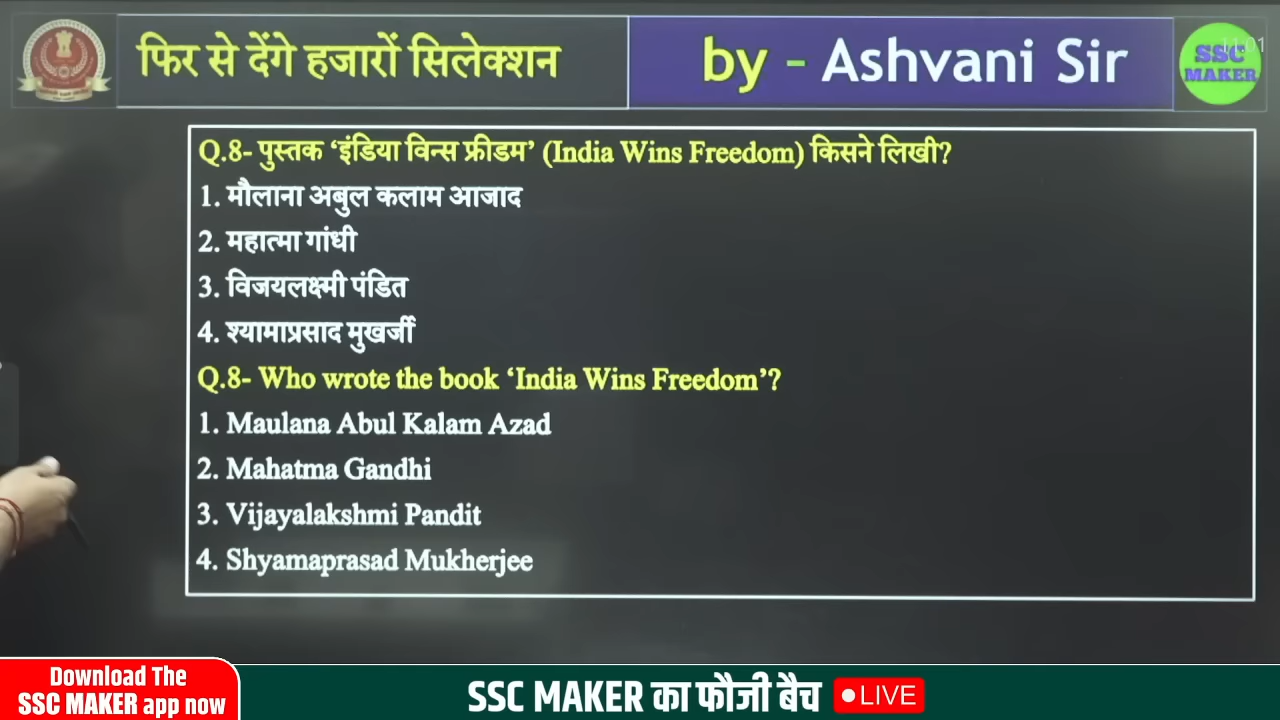 फिर से देंगे हजारों सिलेक्शन
by - Ashvani Sir
SSC
MAKER
11:01
Q.8- पुस्तक ‘इंडिया विन्स फ्रीडम’ (India Wins Freedom) किसने लिखी?
1. मौलाना अबुल कलाम आजाद
2. महात्मा गांधी
3. विजयलक्ष्मी पंडित
4. श्यामाप्रसाद मुखर्जी
Q.8- Who wrote the book ‘India Wins Freedom’?
1. Maulana Abul Kalam Azad
2. Mahatma Gandhi
3. Vijayalakshmi Pandit
4. Shyamaprasad Mukherjee
Download The
SSC MAKER app now
SSC MAKER का फौजी बैच
LIVE